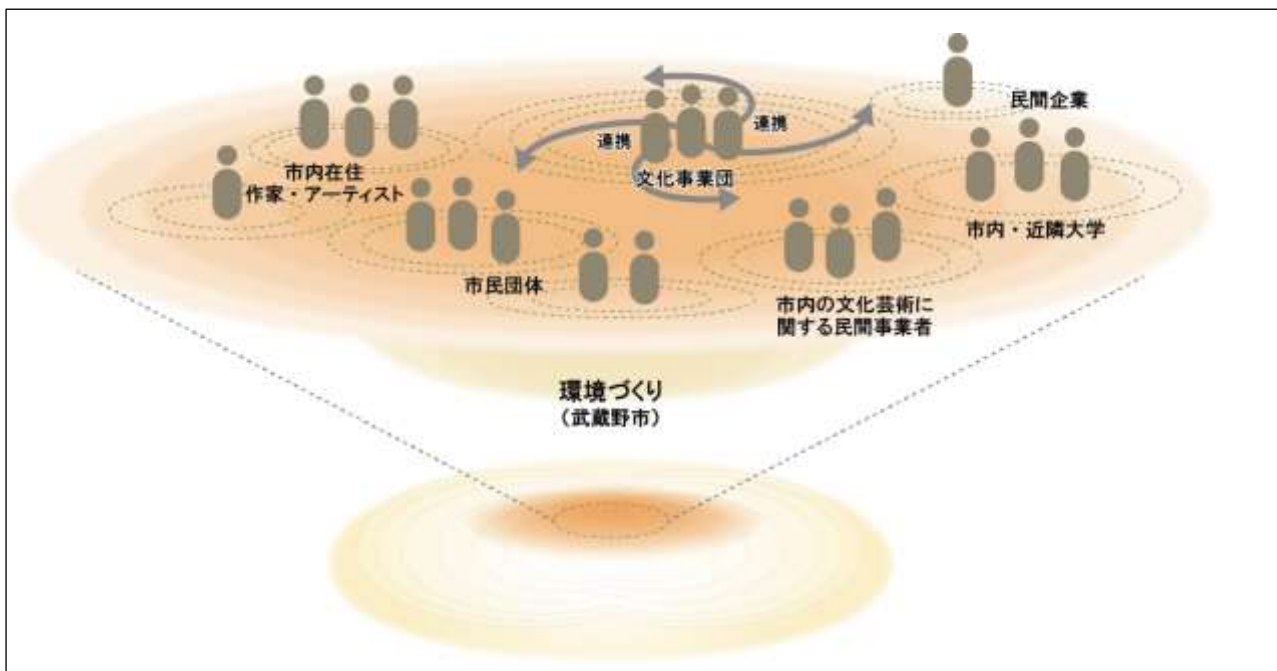 民間企業
連携
連携
文化事業団
市内在住
作家・アーティスト
市内・近隣大学
市民団体
市内の文化芸術に
関する民間事業者
環境づくり
（武蔵野市）